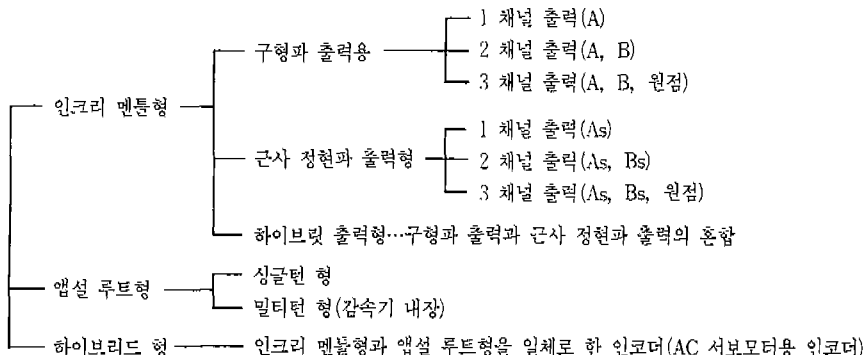 1 채널 출력(A)
구형파 출력용
2 채널 출력(A, B)
3 채널 출력(A, B, 원점)
인크리 멘틀형
1 채널 출력(As)
근사 정현파 출력형
2 채널 출력(As, Bs)
3 채널 출력(As, Bs, 원점)
하이브릿 출력형…구형파 출력과 근사 정현파 출력의 혼합
싱글턴 형
앱설 루트형
밀티턴 형(감속기 내장)
하이브리드 형
인크리 멘틀형과 앱설 루트형을 일체로 한 인코더(AC 서보모터용 인코더)